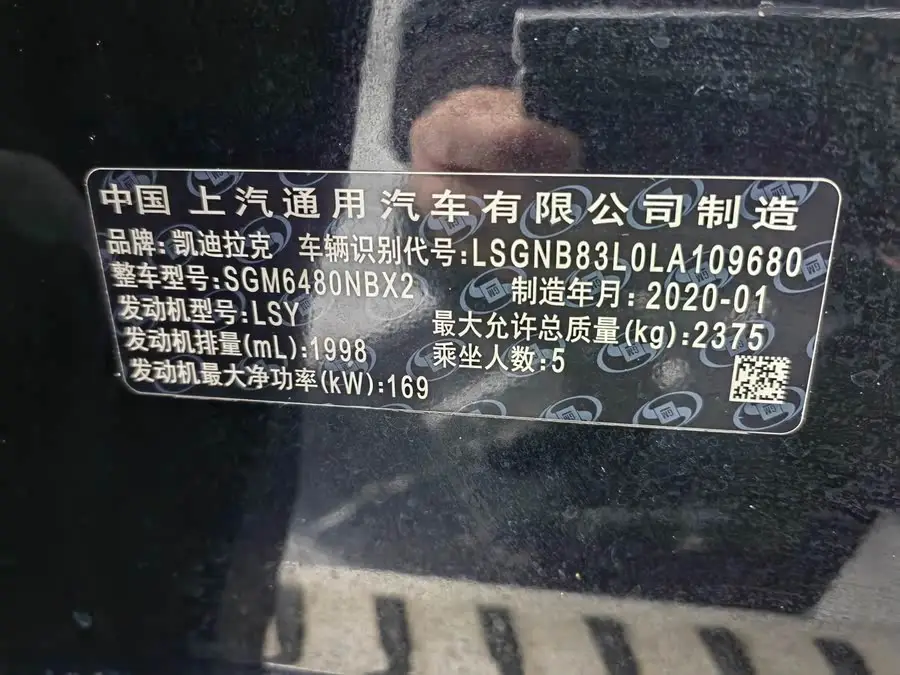 中国 上汽通用汽车有限公司制造
品牌:凯迪拉克 车辆识别代号:LSGNB83L0LA109680
整车型号:SGM6480NBX2 制造年月:2020-01
发动机型号:LSY 最大允许总质量(kg):2375
发动机排量(mL):1998 乘坐人数:5
发动机最大净功率(kW):169